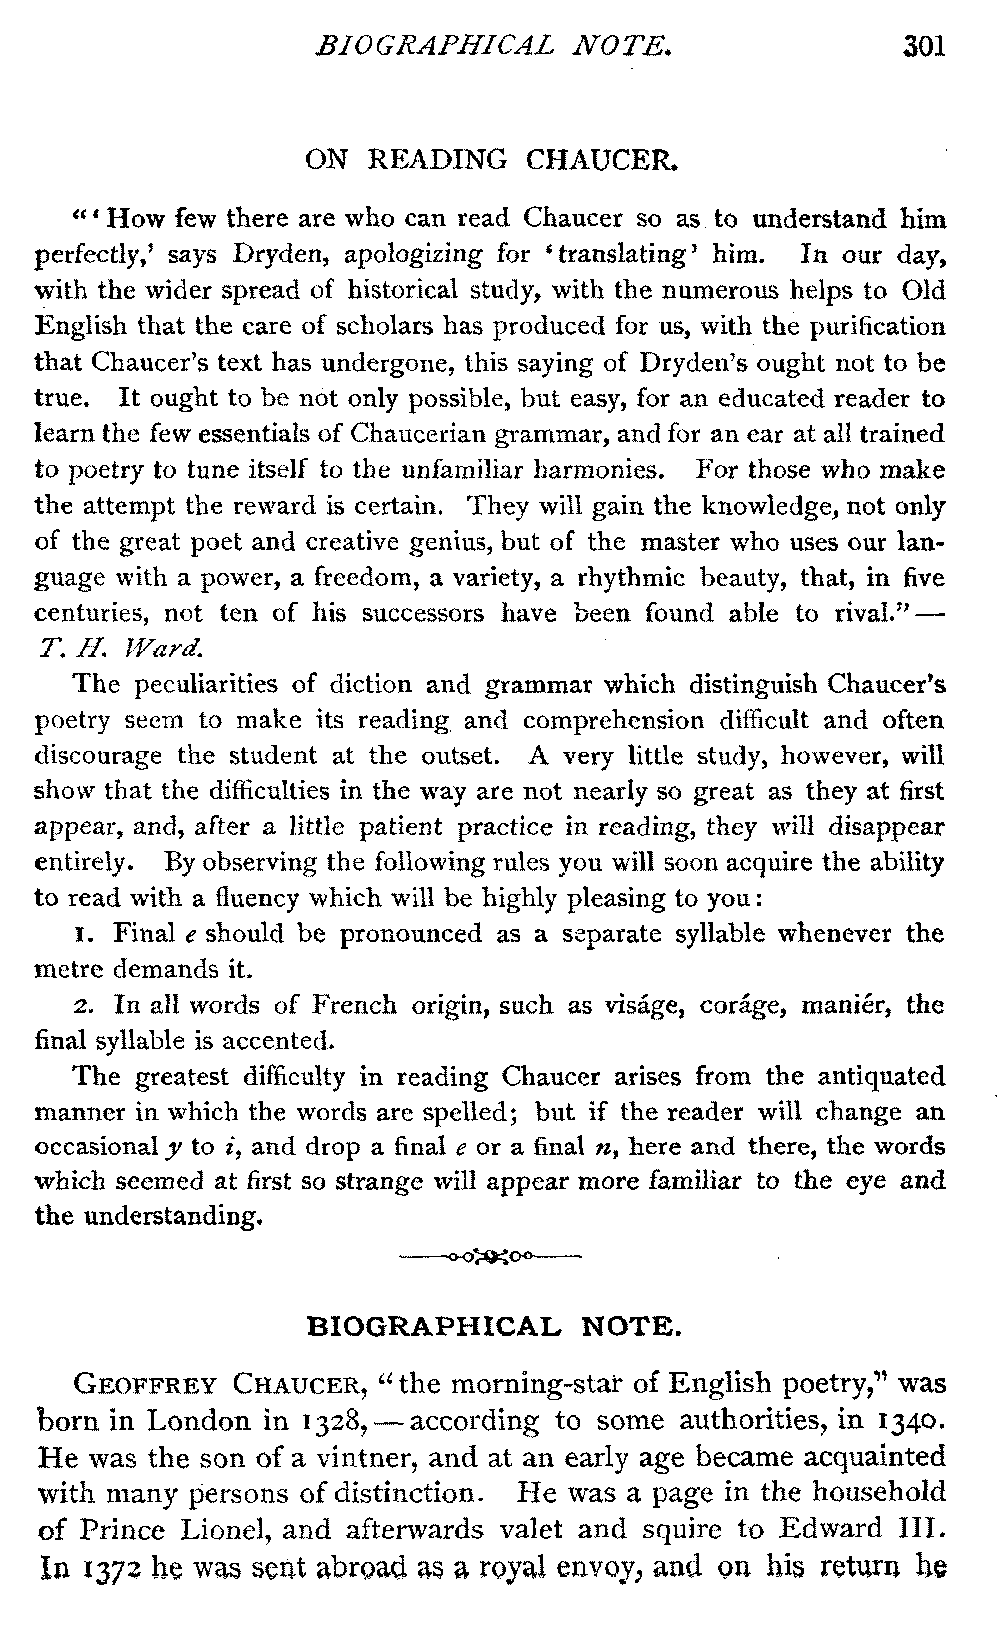 BIOGRAPHICAL NOTE. 301
ON READING CHAUCER.
"'How few there are who can read Chaucer so as to understand him
perfectly,' says Dryden, apologizing for 'translating' him. In our day,
with the wider spread of historical study, with the numerous helps to Old
English that the care of scholars has produced for us, with the purification
that Chaucer's text has undergone, this saying of Dryden's ought not to be
true. It ought to be not only possible, but easy, for an educated reader to
learn the few essentials of Chaucerian grammar, and for an ear at all trained
to poetry to tune itself to the unfamiliar harmonies. For those who make
the attempt the reward is certain. They will gain the knowledge, not only
of the great poet and creative genius, but of the master who uses our lan-
guage with a power, a freedom, a variety, a rhythmic beauty, that, in five
centuries, not ten of his successors have been found able to rival."—
T. H. Ward.
The peculiarities of diction and grammar which distinguish Chaucer's
poetry seem to make its reading and comprehension difficult and often
discourage the student at the outset. A very little study, however, will
show that the difficulties in the way are not nearly so great as they at first
appear, and, after a little patient practice in reading, they will disappear
entirely. By observing the following rules you will soon acquire the ability
to read with a fluency which will be highly pleasing to you:
1. Final e should be pronounced as a separate syllable whenever the
metre demands it.
2. In all words of French origin, such as viságe, coráge, maniér, the
final syllable is accented.
The greatest difficulty in reading Chaucer arises from the antiquated
manner in which the words are spelled; but if the reader will change an
occasional y to i, and drop a final e or a final n, here and there, the words
which seemed at first so strange will appear more familiar to the eye and
the understanding.
BIOGRAPHICAL NOTE.
GEOFFREY CHAUCER, "the morning-star of English poetry," was
born in London in 1328,—according to some authorities, in 1340.
He was the son of a vintner, and at an early age became acquainted
with many persons of distinction. He was a page in the household
of Prince Lionel, and afterwards valet and squire to Edward III.
In 1372 he was sent abroad as a royal envoy, and on his return he